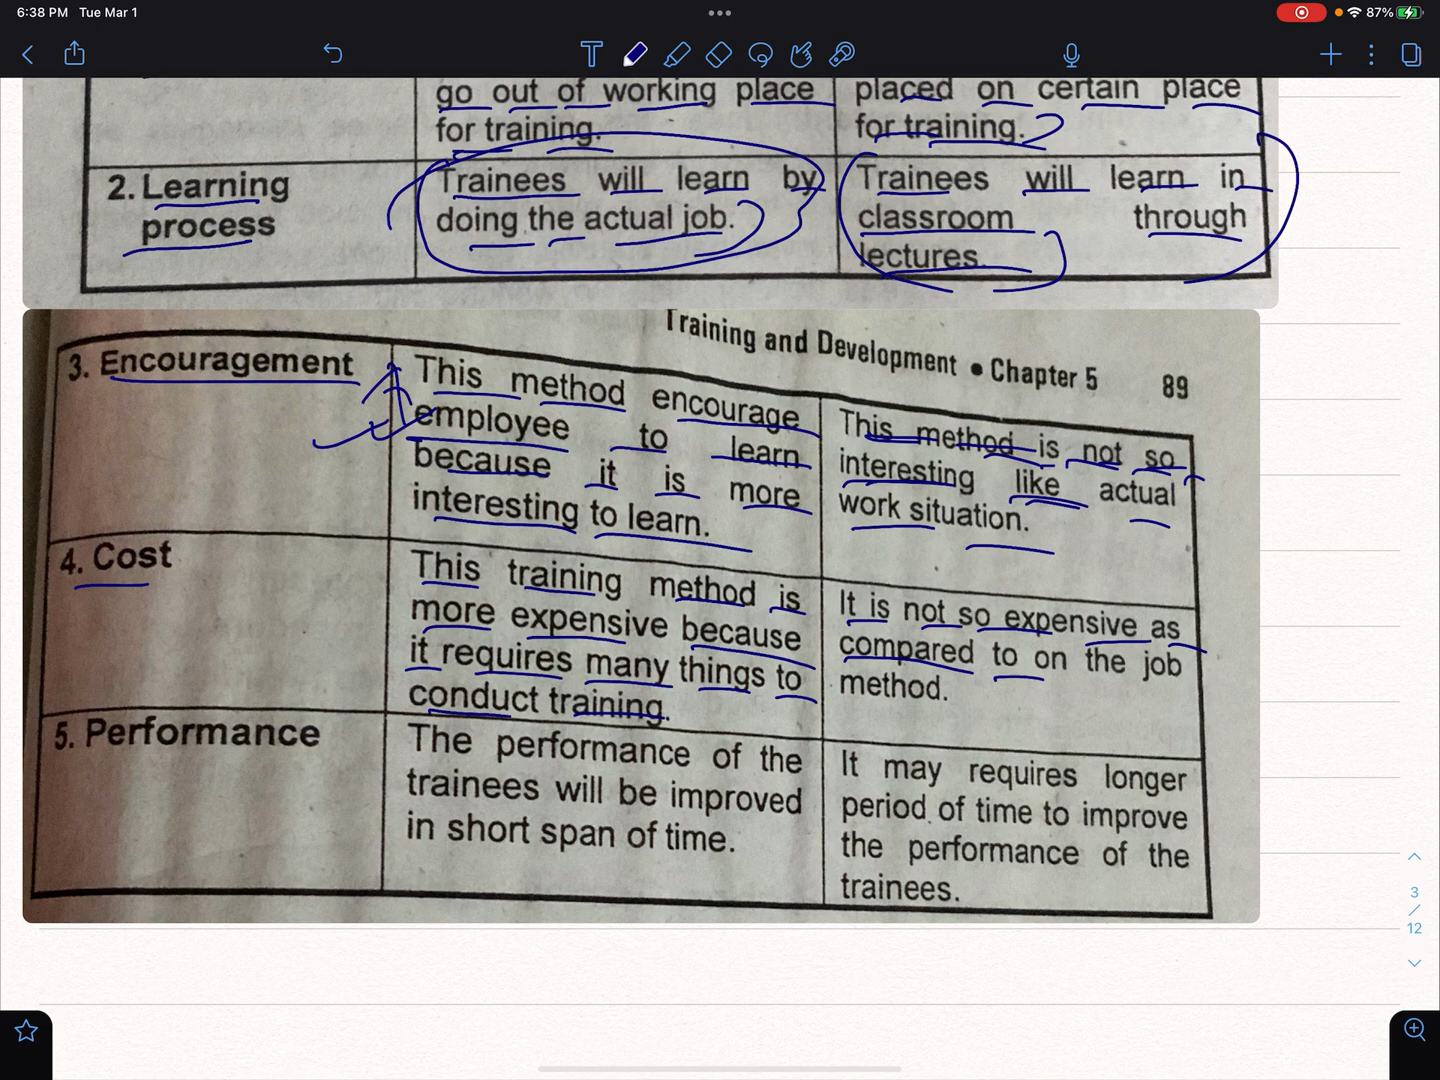 6:38 PM Tue Mar 1
87%
go out of working place
for training.
placed on certain place
for training.
2. Learning
process
Trainees will learn by
doing the actual job.
Trainees will learn in
classroom through
lectures.
Training and Development • Chapter 5 89
3. Encouragement
This method encourage
employee to learn
because it is more
interesting to learn.
This method is not so
interesting like actual
work situation.
4. Cost
This training method is
more expensive because
it requires many things to
conduct training.
It is not so expensive as
compared to on the job
method.
5. Performance
The performance of the
trainees will be improved
in short span of time.
It may requires longer
period of time to improve
the performance of the
trainees.
3
/
12